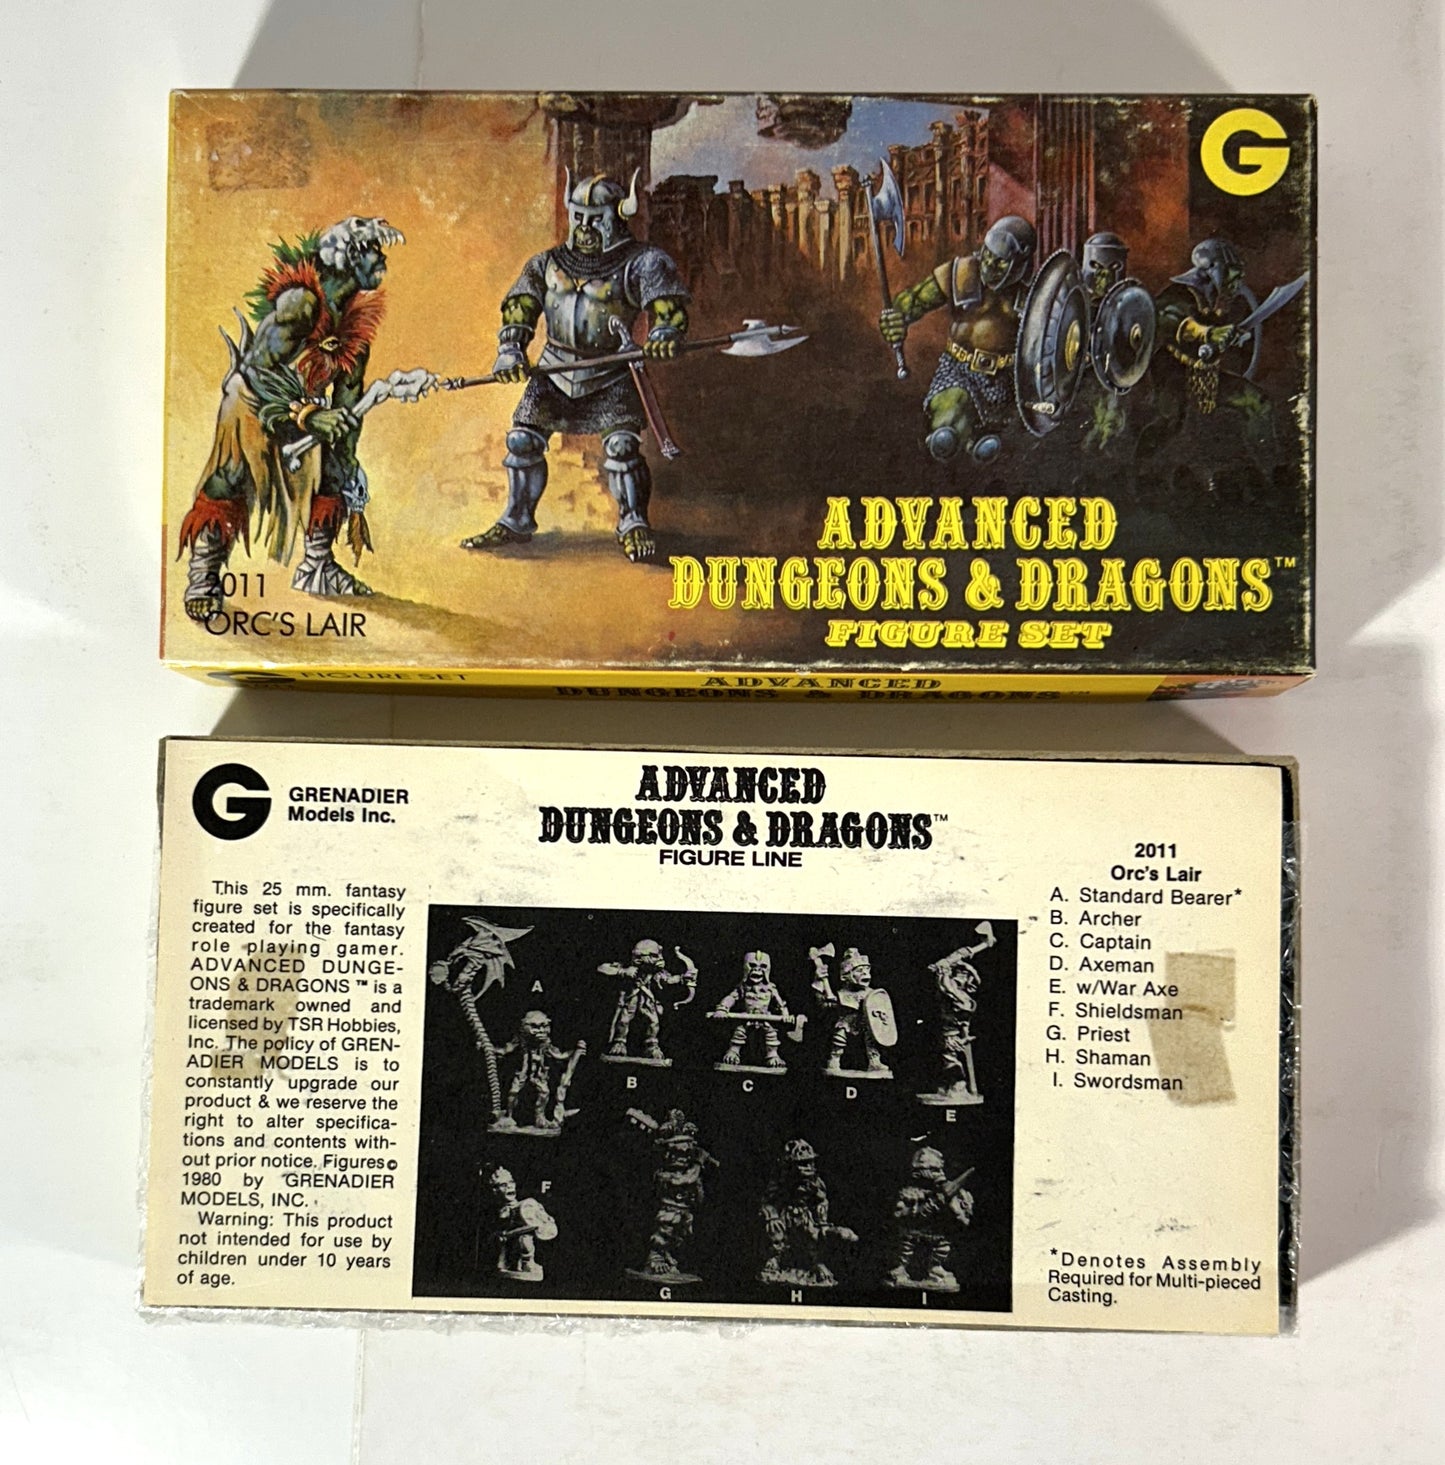 G
2011
ORC'S LAIR
ADVANCED
DUNGEONS & DRAGONS™
FIGURE SET
FIGURE SET
ADVANCED
DUNGEONS & DRAGONS™
G
GRENADIER
Models Inc.
ADVANCED
DUNGEONS & DRAGONS™
FIGURE LINE
This 25 mm. fantasy
figure set is specifically
created for the fantasy
role playing gamer.
ADVANCED DUNGE-
ONS & DRAGONS ™ is a
trademark owned and
licensed by TSR Hobbies,
Inc. The policy of GREN-
ADIER MODELS is to
constantly upgrade our
product & we reserve the
right to alter specifica-
tions and contents with-
out prior notice. Figures©
1980 by GRENADIER
MODELS, INC.
Warning: This product
not intended for use by
children under 10 years
of age.
A
B
C
D
E
F
G
H
I
2011
Orc's Lair
A. Standard Bearer*
B. Archer
C. Captain
D. Axeman
E. w/War Axe
F. Shieldsman
G. Priest
H. Shaman
I. Swordsman
*Denotes Assembly
Required for Multi-pieced
Casting.